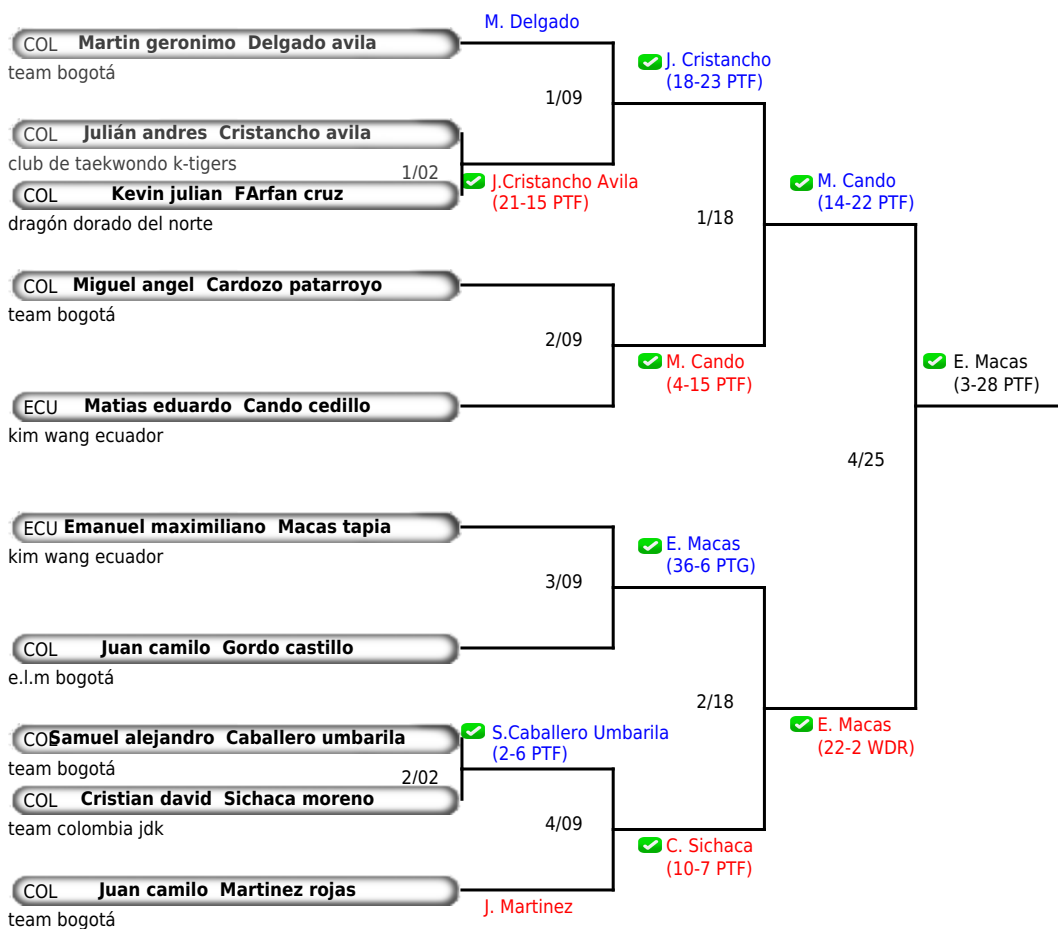 M. Delgado
COL Martin geronimo Delgado avila
team bogotá
J. Cristancho
(18-23 PTF)
1/09
COL Julián andres Cristancho avila
club de taekwondo k-tigers
1/02
J.Cristancho Avila
(21-15 PTF)
COL Kevin julian FArfan cruz
dragón dorado del norte
M. Cando
(14-22 PTF)
1/18
COL Miguel angel Cardozo patarroyo
team bogotá
2/09
M. Cando
(4-15 PTF)
ECU Matias eduardo Cando cedillo
kim wang ecuador
E. Macas
(3-28 PTF)
4/25
ECU Emanuel maximiliano Macas tapia
kim wang ecuador
E. Macas
(36-6 PTG)
3/09
COL Juan camilo Gordo castillo
e.l.m bogotá
2/18
E. Macas
(22-2 WDR)
COL Samuel alejandro Caballero umbarila
team bogotá
S.Caballero Umbarila
(2-6 PTF)
2/02
COL Cristian david Sichaca moreno
team colombia jdk
4/09
C. Sichaca
(10-7 PTF)
COL Juan camilo Martinez rojas
team bogotá
J. Martinez